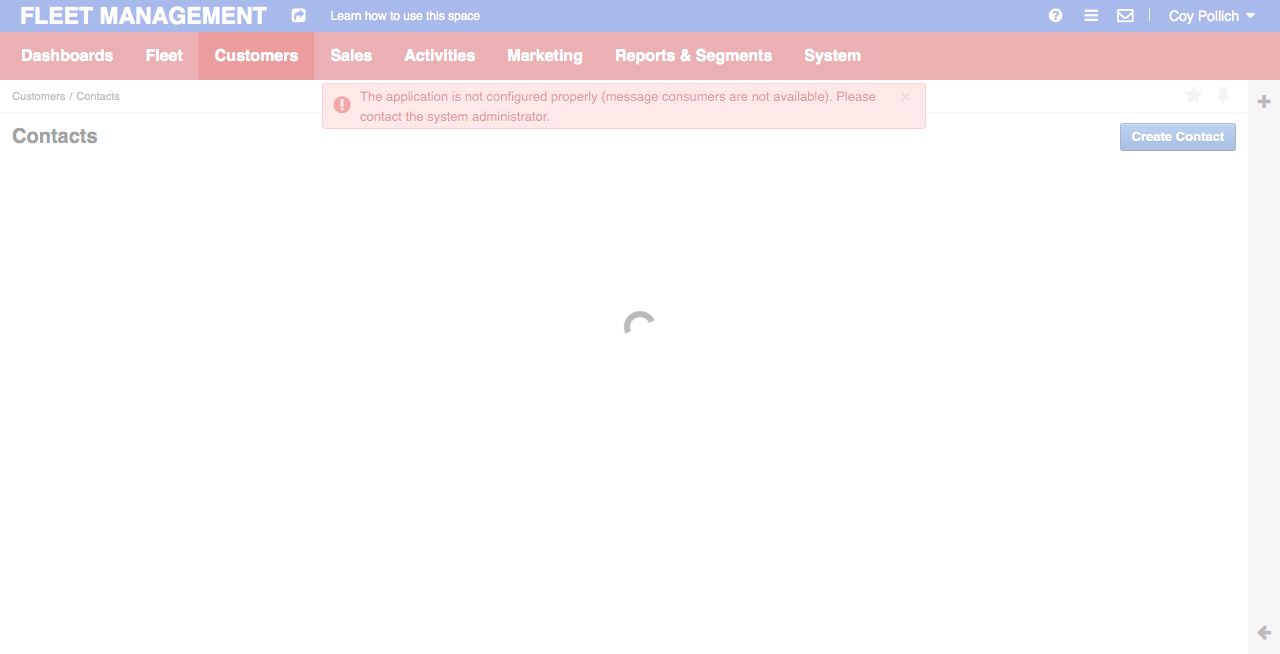 FLEET MANAGEMENT
Learn how to use this space
Coy Pollich
Dashboards Fleet Customers Sales Activities Marketing Reports & Segments System
Customers / Contacts
The application is not configured properly (message consumers are not available). Please
contact the system administrator.
×
Contacts
Create Contact